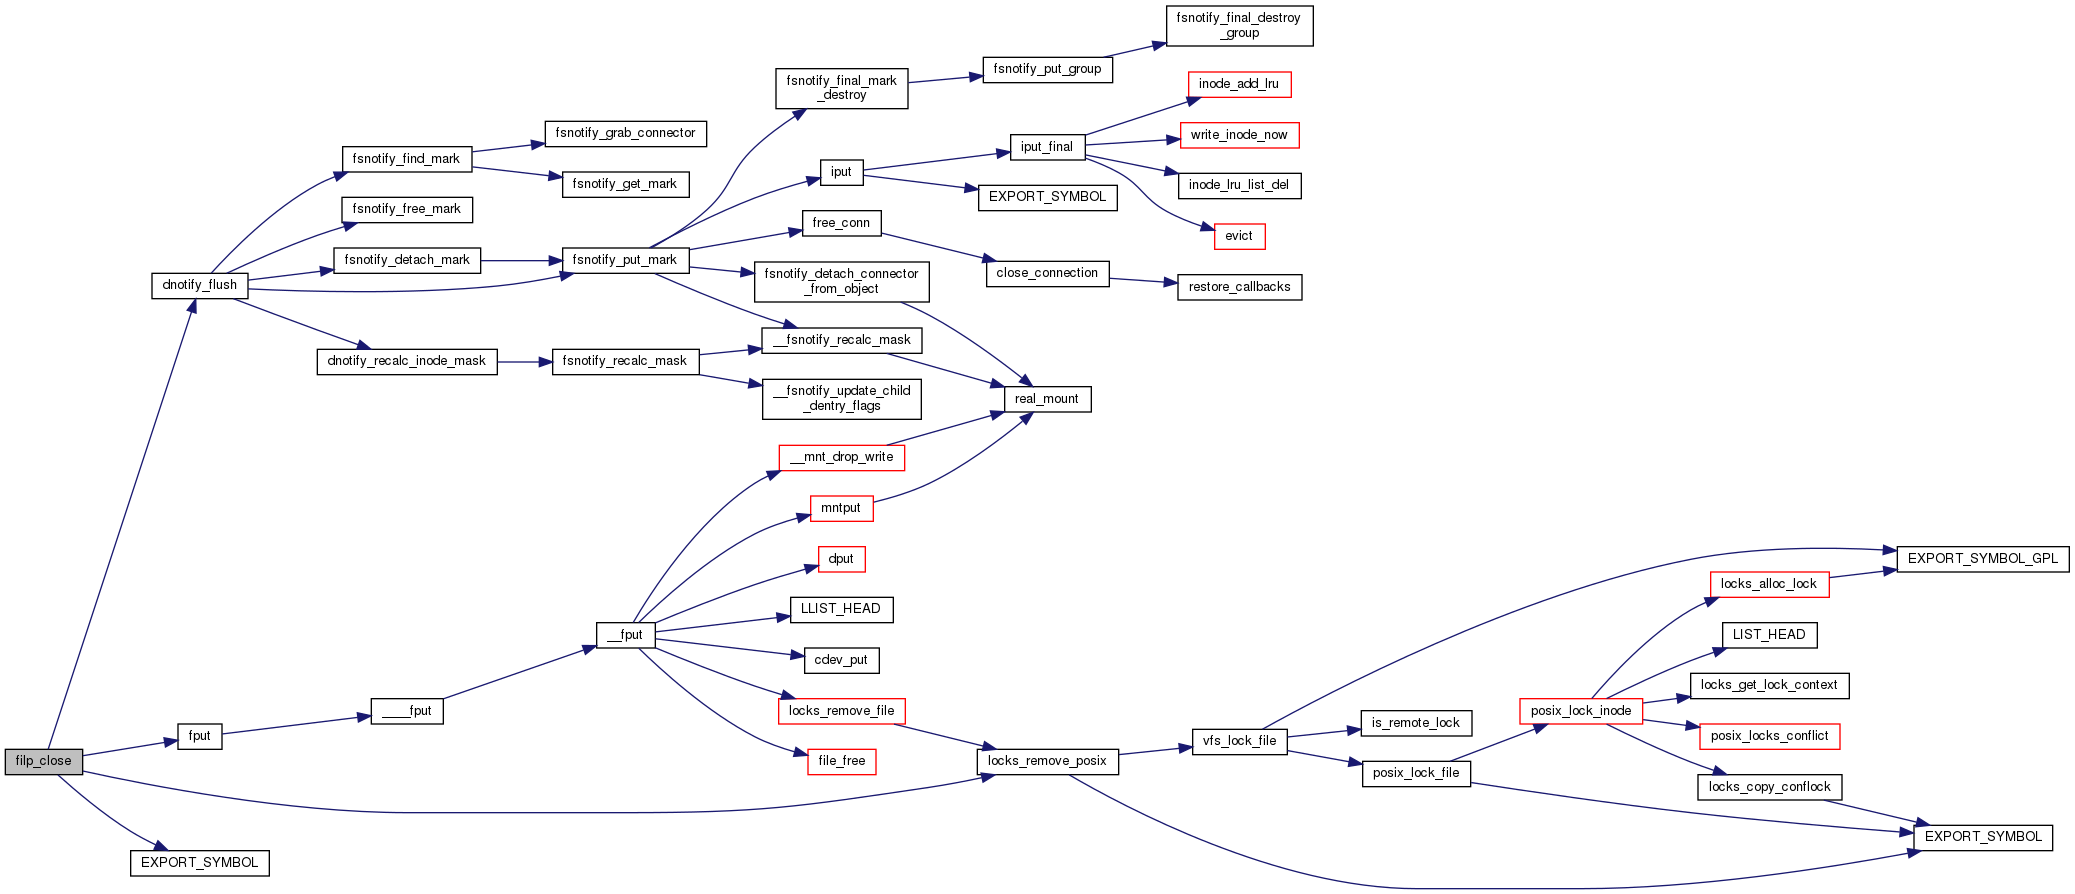 fsnotify_final_destroy
_group
fsnotify_put_group
fsnotify_final_mark
_destroy
inode_add_lru
fsnotify_grab_connector
write_inode_now
iput_final
fsnotify_find_mark
iput
fsnotify_get_mark
inode_lru_list_del
EXPORT_SYMBOL
fsnotify_free_mark
free_conn
evict
fsnotify_detach_mark
fsnotify_put_mark
fsnotify_detach_connector
_from_object
close_connection
dnotify_flush
restore_callbacks
__fsnotify_recalc_mask
dnotify_recalc_inode_mask
fsnotify_recalc_mask
__fsnotify_update_child
_dentry_flags
real_mount
__mnt_drop_write
mntput
dput
EXPORT_SYMBOL_GPL
locks_alloc_lock
LLIST_HEAD
__fput
LIST_HEAD
cdev_put
locks_get_lock_context
____fput
locks_remove_file
posix_lock_inode
is_remote_lock
fput
vfs_lock_file
posix_locks_conflict
filp_close
file_free
locks_remove_posix
posix_lock_file
locks_copy_conflock
EXPORT_SYMBOL
EXPORT_SYMBOL